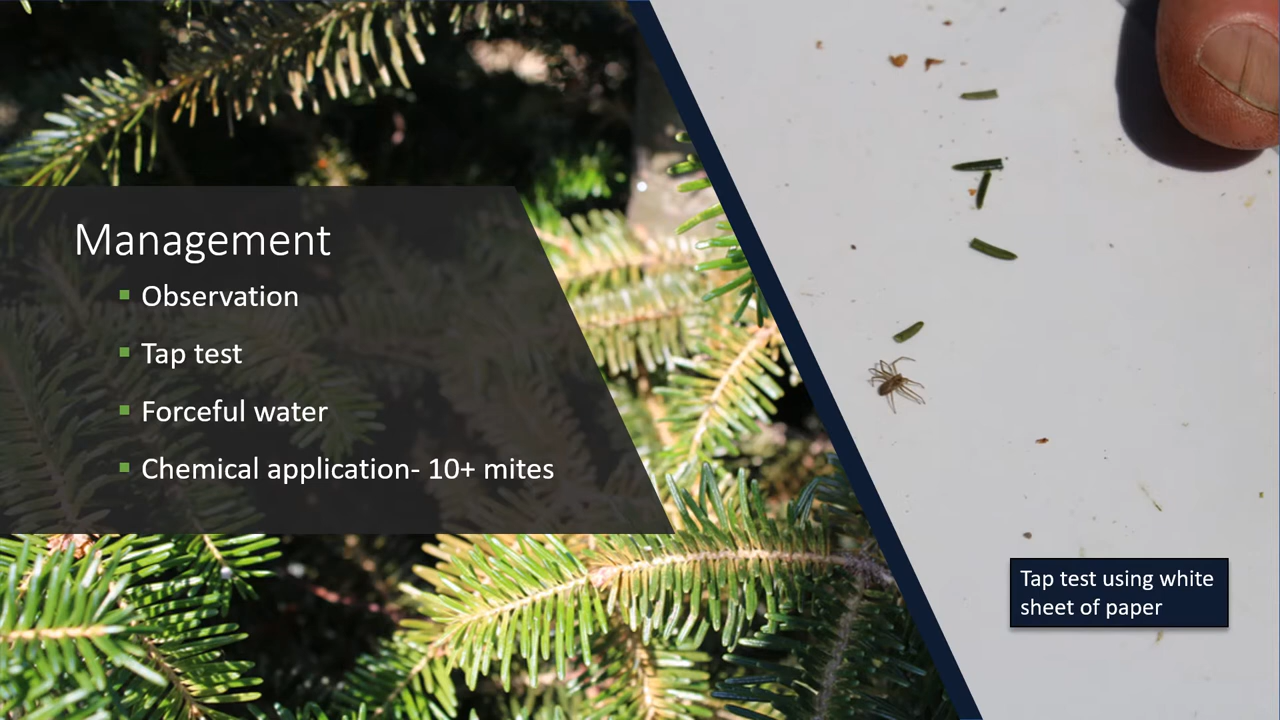 Management
Observation
Tap test
Forceful water
Chemical application- 10+ mites
Tap test using white
sheet of paper